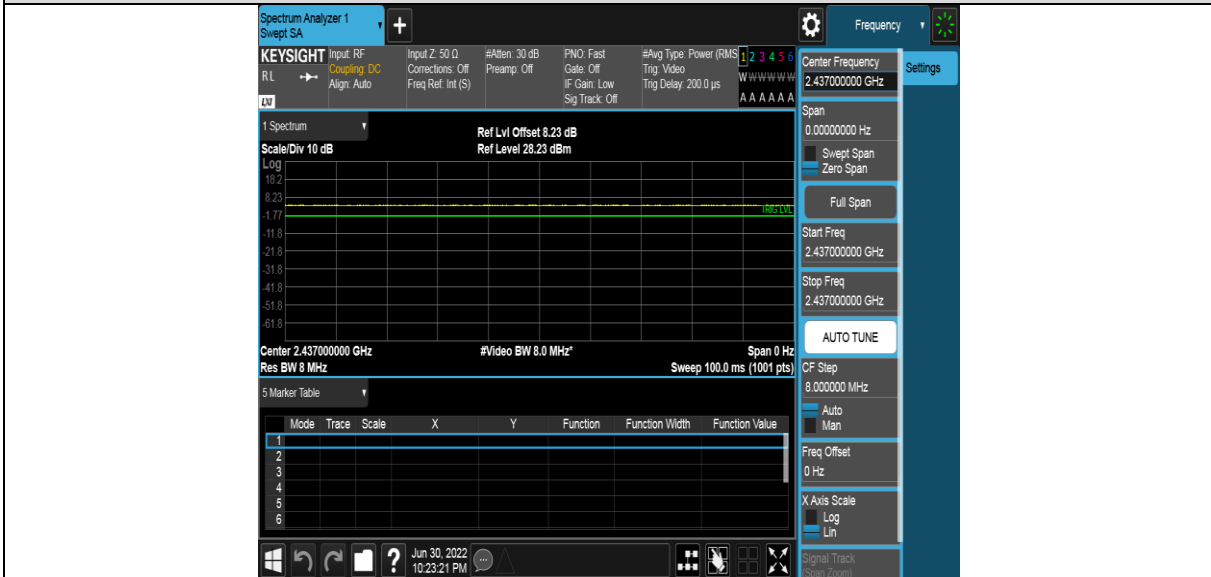 Spectrum Analyzer 1
Swept SA
+
Frequency
KEYSIGHT Input: RF Input Z: 50 Ω #Atten: 30 dB PNO: Fast #Avg Type: Power (RMS 1 2 3 4 5 6
RL Coupling: DC Corrections: Off Preamp: Off Gate: Off Trig: Video
Align: Auto Freq Ref: Int (S) IF Gain: Low Trig Delay: 200.0 µs W W W W W W
LXI Sig Track: Off A A A A A A
Center Frequency
2.437000000 GHz
Settings
Span
0.00000000 Hz
Swept Span
Zero Span
Full Span
Start Freq
2.437000000 GHz
Stop Freq
2.437000000 GHz
AUTO TUNE
CF Step
8.000000 MHz
Auto
Man
Freq Offset
0 Hz
X Axis Scale
Log
Lin
Signal Track
(Span Zoom)
1 Spectrum
Ref Lvl Offset 8.23 dB
Scale/Div 10 dB Ref Level 28.23 dBm
Log
18.2
8.23
-1.77
TRIG LVL
-11.8
-21.8
-31.8
-41.8
-51.8
-61.8
Center 2.437000000 GHz #Video BW 8.0 MHz* Span 0 Hz
Res BW 8 MHz Sweep 100.0 ms (1001 pts)
5 Marker Table
Mode Trace Scale X Y Function Function Width Function Value
1
2
3
4
5
6
?
Jun 30, 2022
10:23:21 PM